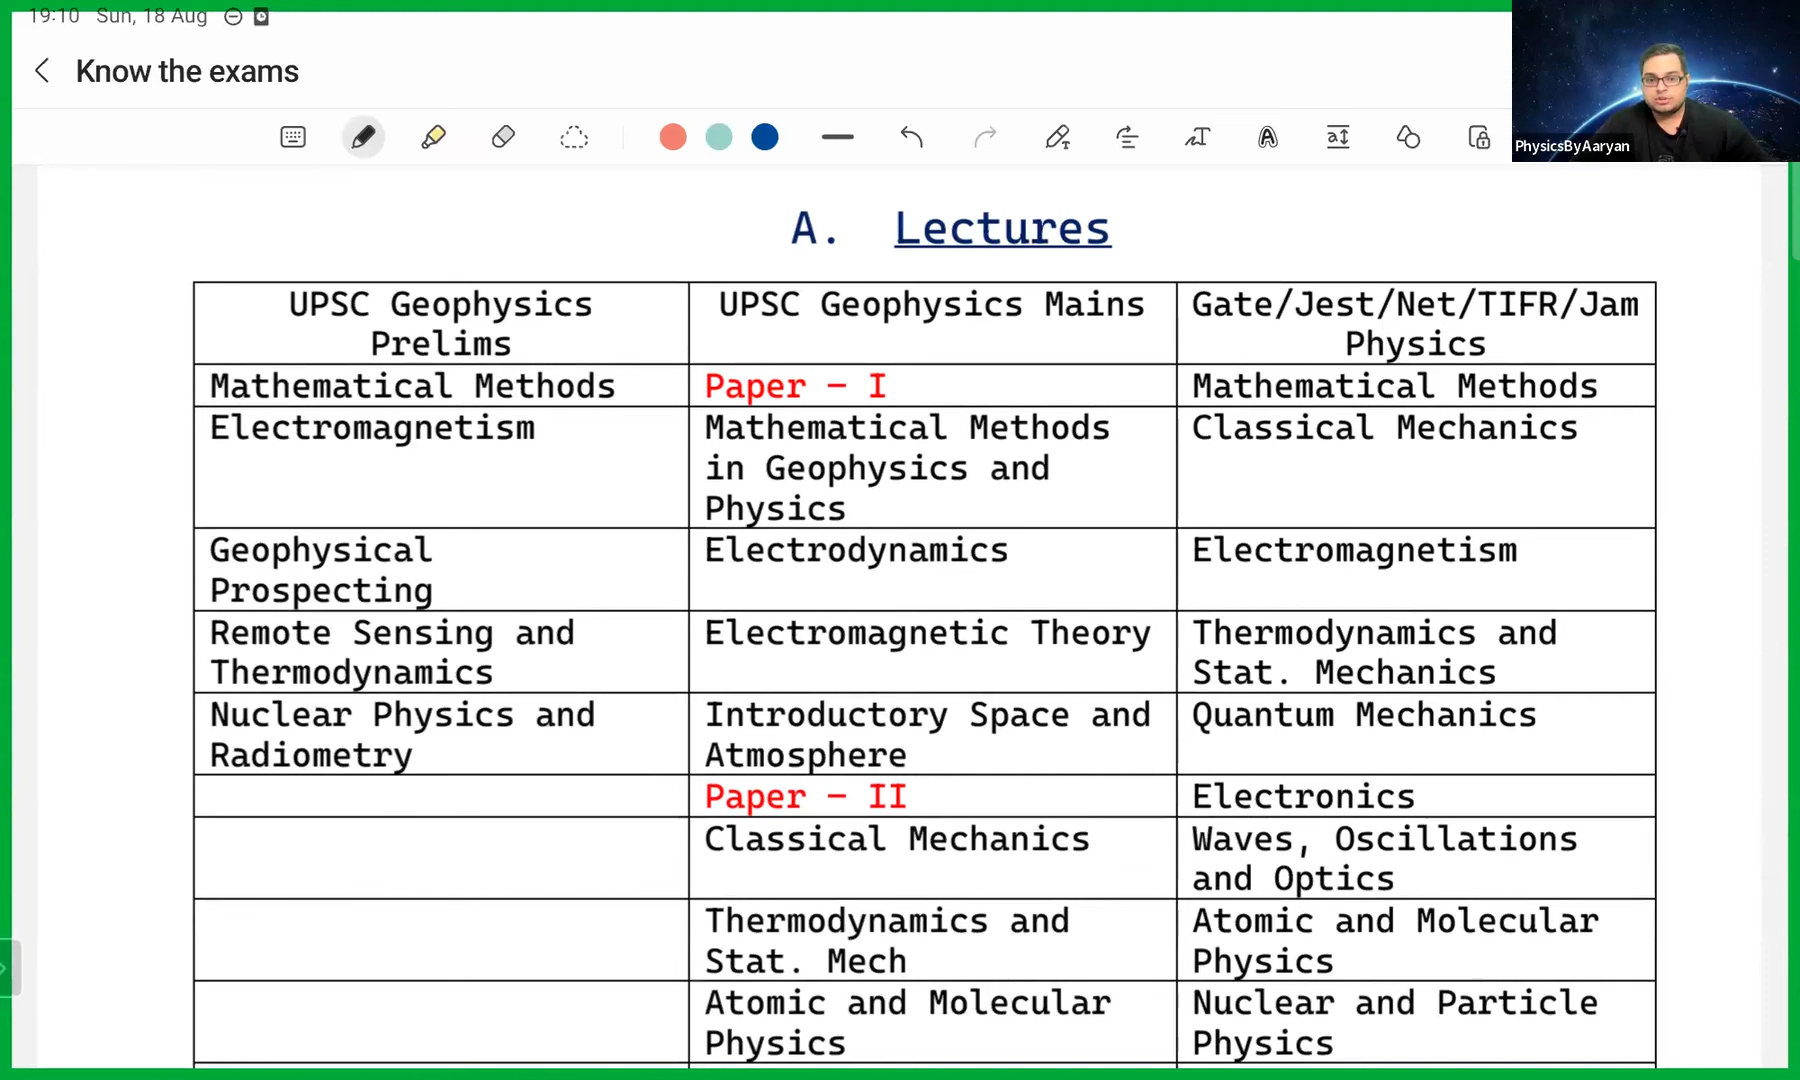 19:10 Sun, 18 Aug
Know the exams
PhysicsByAaryan
A. Lectures
UPSC Geophysics
Prelims
UPSC Geophysics Mains
Gate/Jest/Net/TIFR/Jam
Physics
Mathematical Methods
Paper – I
Mathematical Methods
Electromagnetism
Mathematical Methods
in Geophysics and
Physics
Classical Mechanics
Geophysical
Prospecting
Electrodynamics
Electromagnetism
Remote Sensing and
Thermodynamics
Electromagnetic Theory
Thermodynamics and
Stat. Mechanics
Nuclear Physics and
Radiometry
Introductory Space and
Atmosphere
Quantum Mechanics
Paper – II
Electronics
Classical Mechanics
Waves, Oscillations
and Optics
Thermodynamics and
Stat. Mech
Atomic and Molecular
Physics
Atomic and Molecular
Physics
Nuclear and Particle
Physics